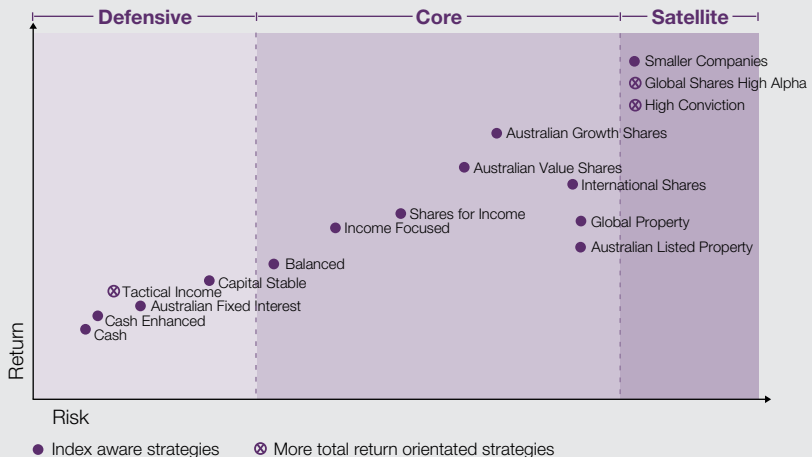 Defensive
Core
Satellite
Smaller Companies
Global Shares High Alpha
High Conviction
Australian Growth Shares
Australian Value Shares
International Shares
Shares for Income
Global Property
Income Focused
Australian Listed Property
Balanced
Capital Stable
Tactical Income
Australian Fixed Interest
Cash Enhanced
Cash
Return
Risk
Index aware strategies
More total return orientated strategies